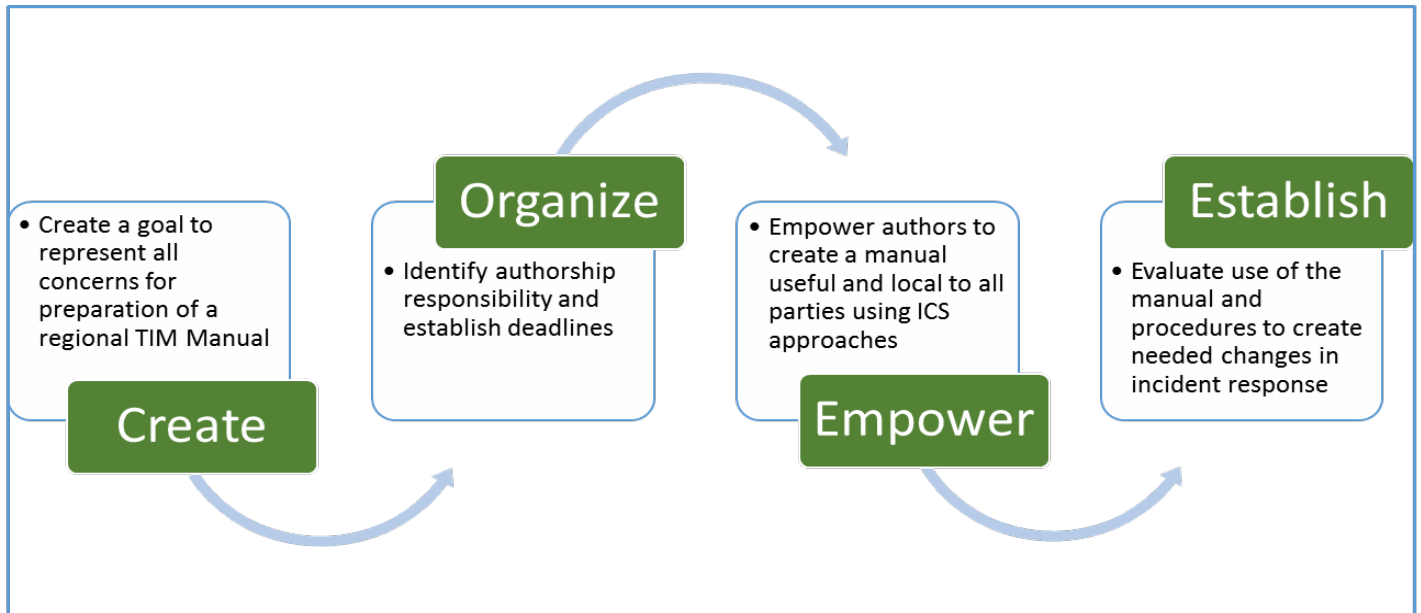 • Create a goal to
represent all
concerns for
preparation of a
regional TIM Manual
Create
Organize
• Identify authorship
responsibility and
establish deadlines
• Empower authors to
create a manual
useful and local to all
parties using ICS
approaches
Empower
Establish
• Evaluate use of the
manual and
procedures to create
needed changes in
incident response